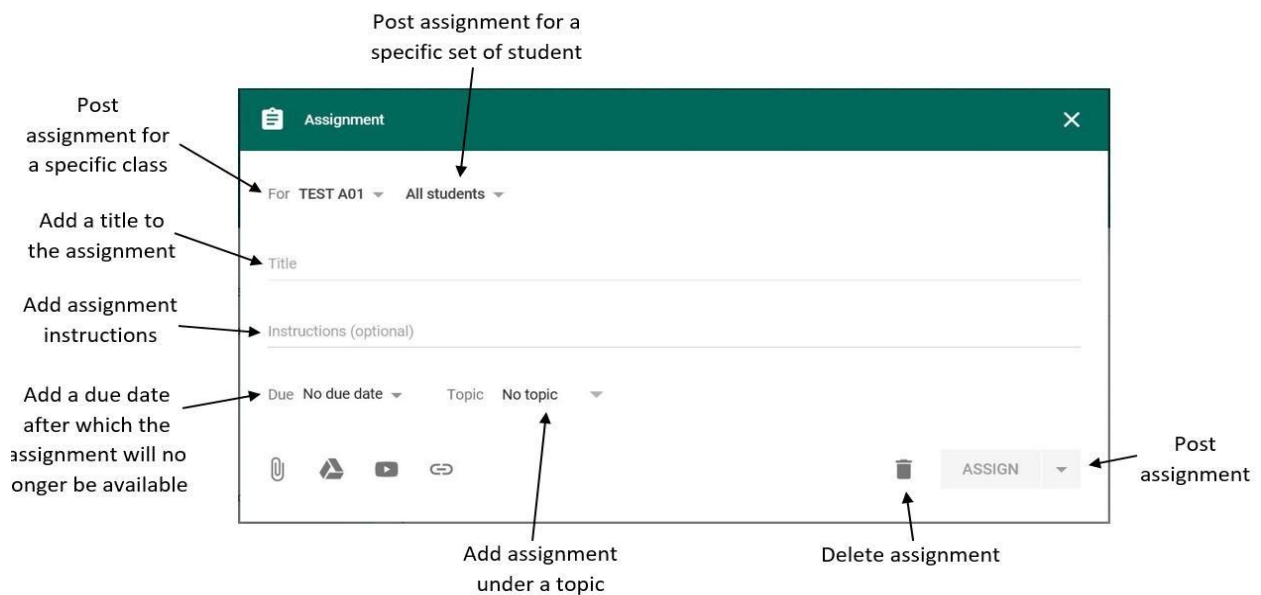 Post assignment for a
specific set of student
Post
assignment for
a specific class
Assignment
For TEST A01 All students
Add a title to
the assignment
Title
Add assignment
instructions
Instructions (optional)
Add a due date
after which the
assignment will no
onger be available
Due No due date Topic No topic
Post
assignment
ASSIGN
Add assignment
under a topic
Delete assignment